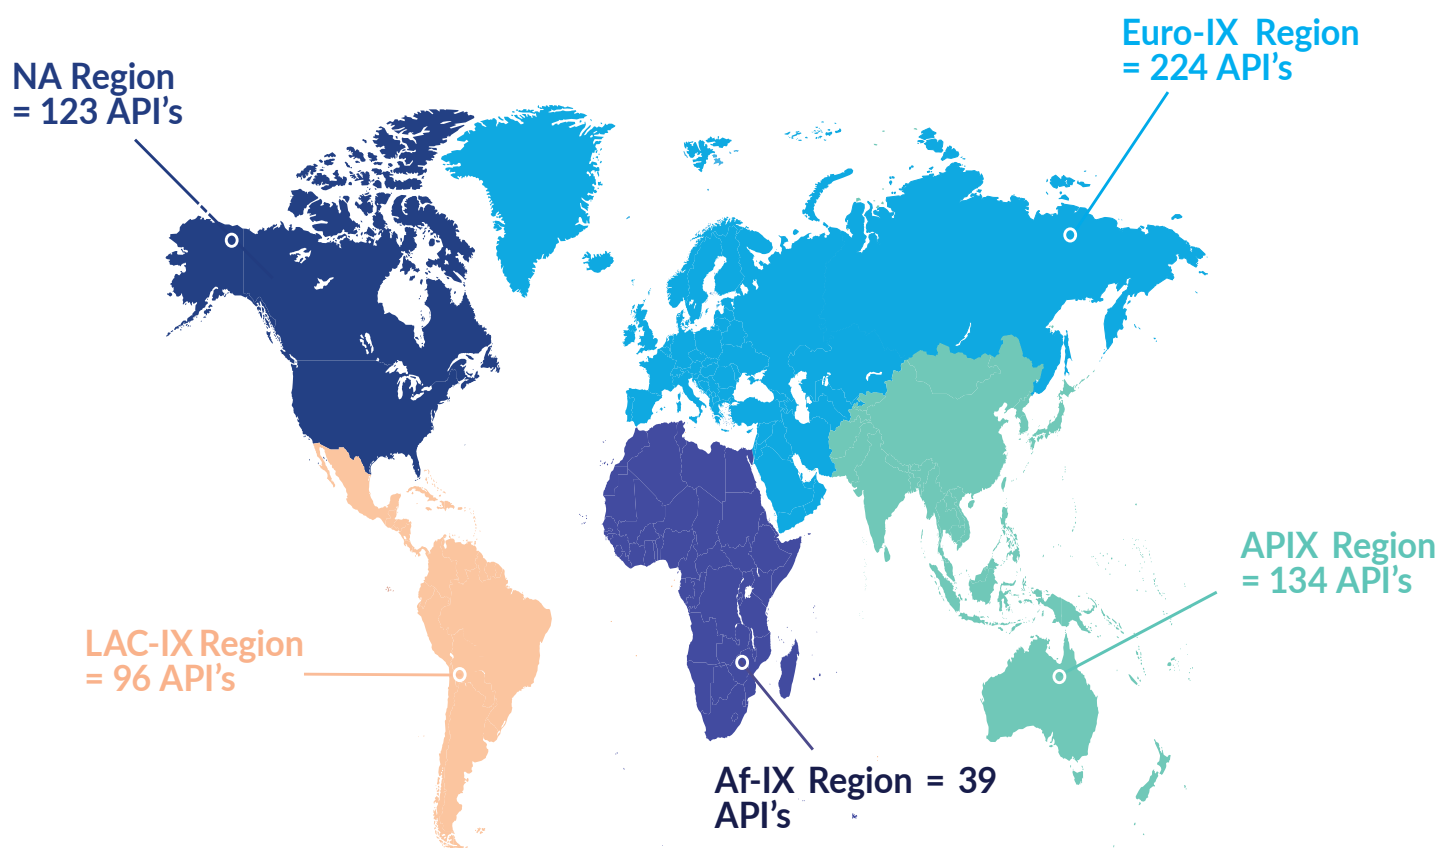 Euro-IX Region
= 224 API’s
NA Region
= 123 API’s
APIX Region
= 134 API’s
LAC-IX Region
= 96 API’s
Af-IX Region = 39
API’s